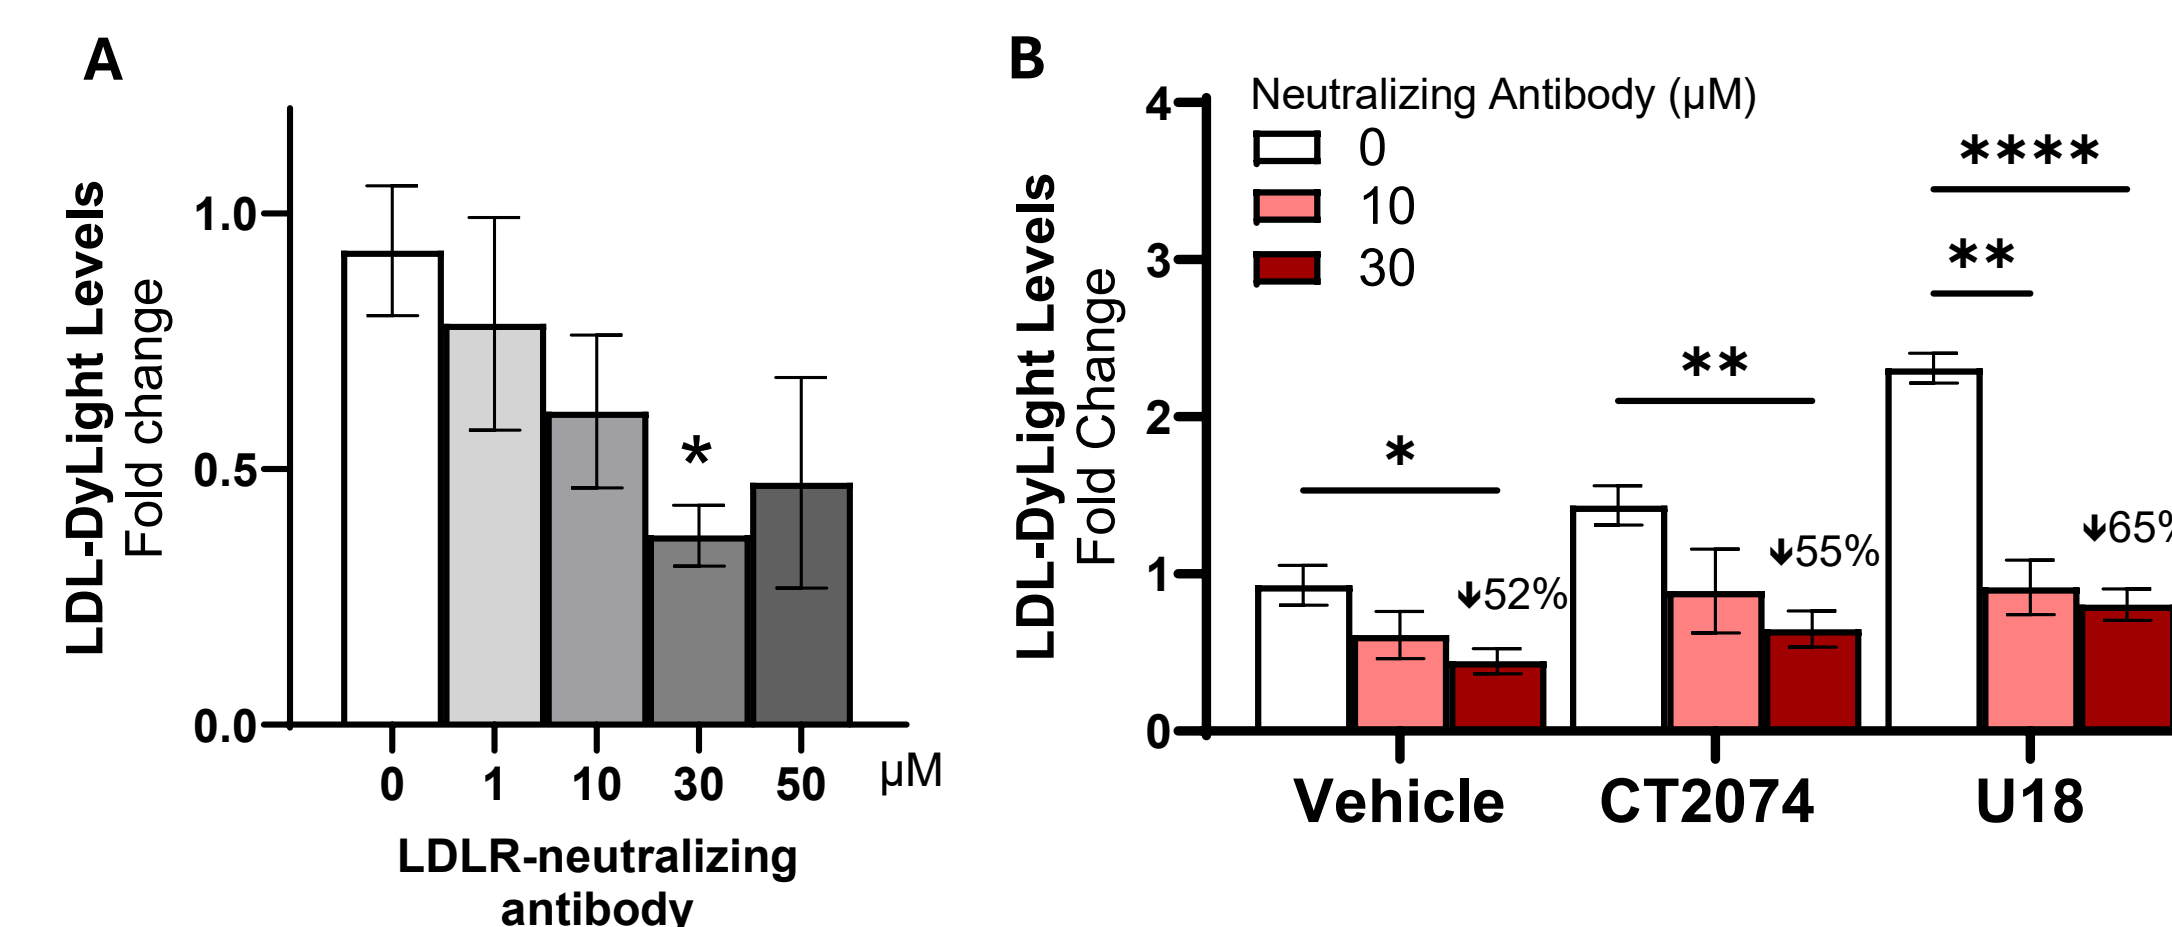 A
LDL-DyLight Levels
Fold change
1.0
0.5
0.0
0 1 10 30 50 µM
*
LDLR-neutralizing
antibody
B
LDL-DyLight Levels
Fold Change
4
3
2
1
0
Neutralizing Antibody (µM)
0
10
30
*
↓52%
**
↓55%
****
**
↓65%
Vehicle CT2074 U18